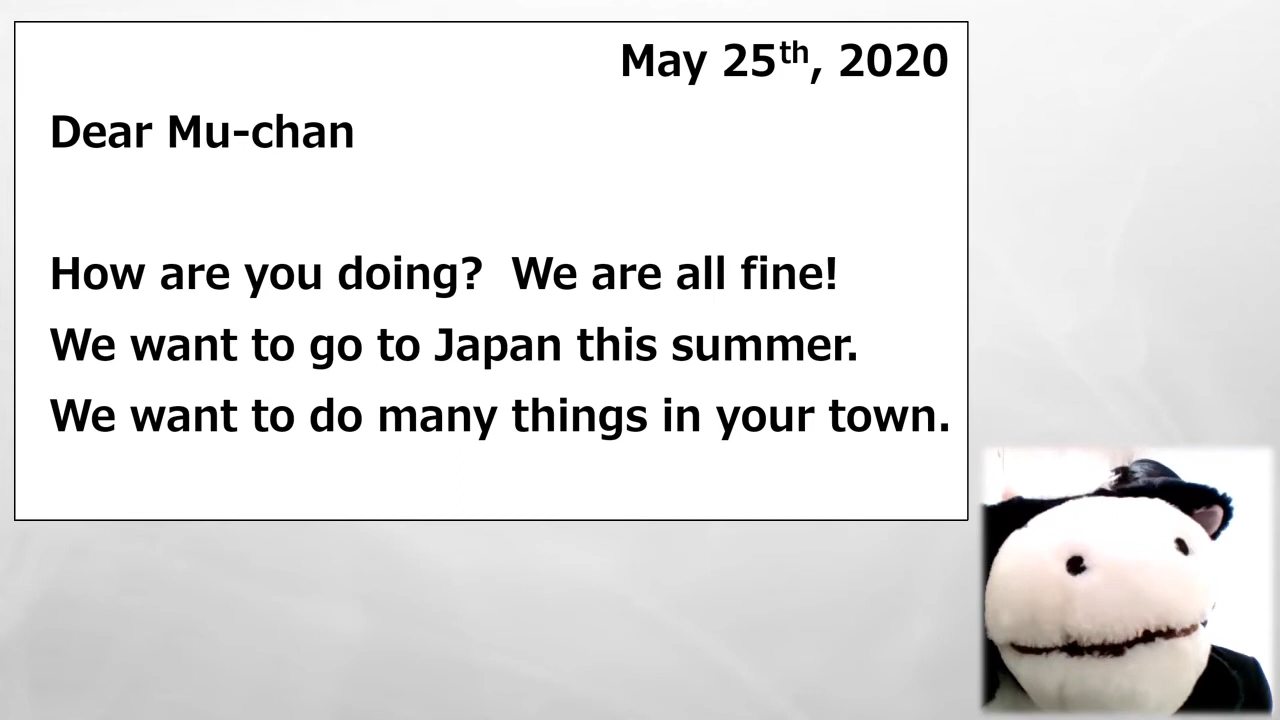 May 25th, 2020
Dear Mu-chan
How are you doing?  We are all fine!
We want to go to Japan this summer.
We want to do many things in your town.